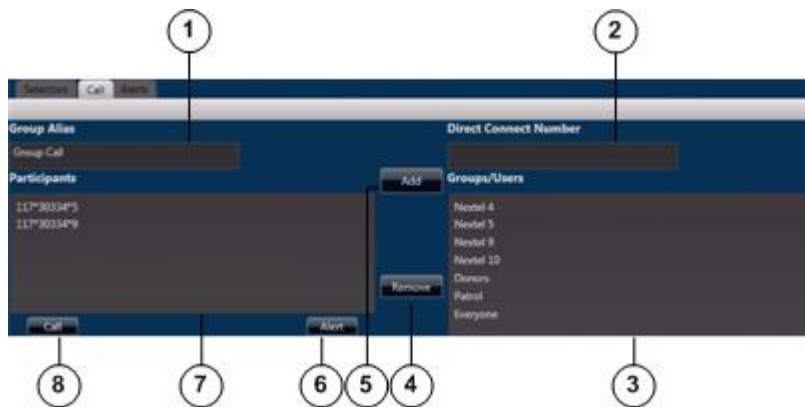 1
2
Selectors Call Alerts
Group Alias
Direct Connect Number
Group Call
Participants
Add
Groups/Users
117*30334*5
117*30334*9
Nextel 4
Nextel 5
Nextel 9
Nextel 10
Donors
Patrol
Everyone
Remove
Call
Alert
8
7
6
5
4
3